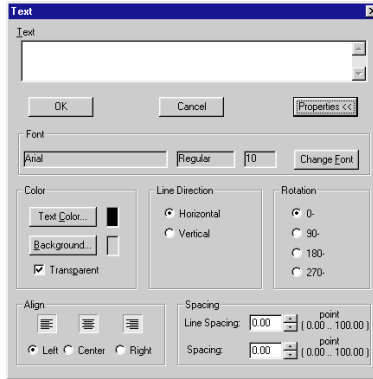 Text
Text
OK Cancel Properties <<
Font
Arial Regular 10 Change Font
Color Line Direction Rotation
Text Color... Horizontal 0-
Background... Vertical 90-
Transparent 180-
270-
Align Spacing
Line Spacing: 0.00 point ( 0.00 .. 100.00 )
Left Center Right Spacing: 0.00 point ( 0.00 .. 100.00 )